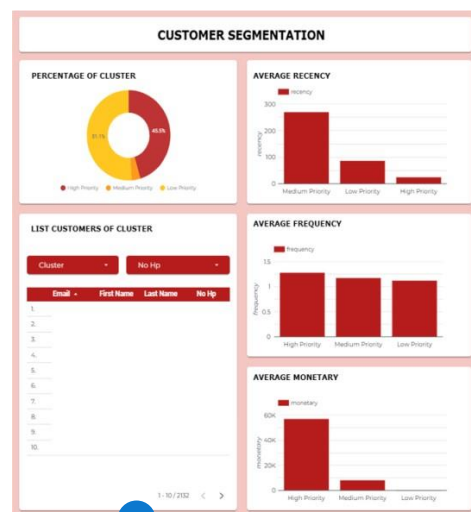 CUSTOMER SEGMENTATION
PERCENTAGE OF CLUSTER
45.5%
51.1%
High Priority Medium Priority Low Priority
AVERAGE RECENCY
recency
300
200
100
0
recency
Medium Priority Low Priority High Priority
LIST CUSTOMERS OF CLUSTER
Cluster No Hp
Email First Name Last Name No Hp
1.
2.
3.
4.
5.
6.
7.
8.
9.
10.
1 - 10 / 2132
AVERAGE FREQUENCY
frequency
1.5
1
0.5
0
frequency
High Priority Medium Priority Low Priority
AVERAGE MONETARY
monetary
60K
40K
20K
0
monetary
High Priority Medium Priority Low Priority